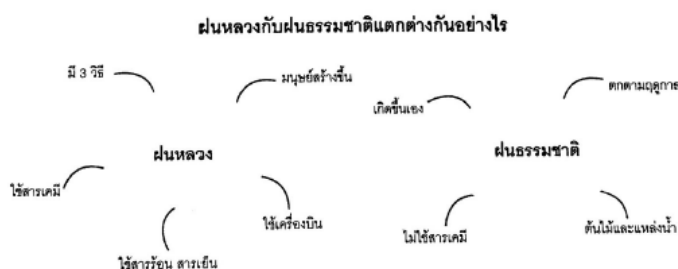 ฝนหลวงกับฝนธรรมชาติแตกต่างกันอย่างไร
มี 3 วิธี
มนุษย์สร้างขึ้น
ฝนหลวง
ใช้สารเคมี
ใช้เครื่องบิน
ใช้สารร้อน สารเย็น
เกิดขึ้นเอง
ตกตามฤดูกาล
ฝนธรรมชาติ
ไม่ใช้สารเคมี
ต้นไม้และแหล่งน้ำ